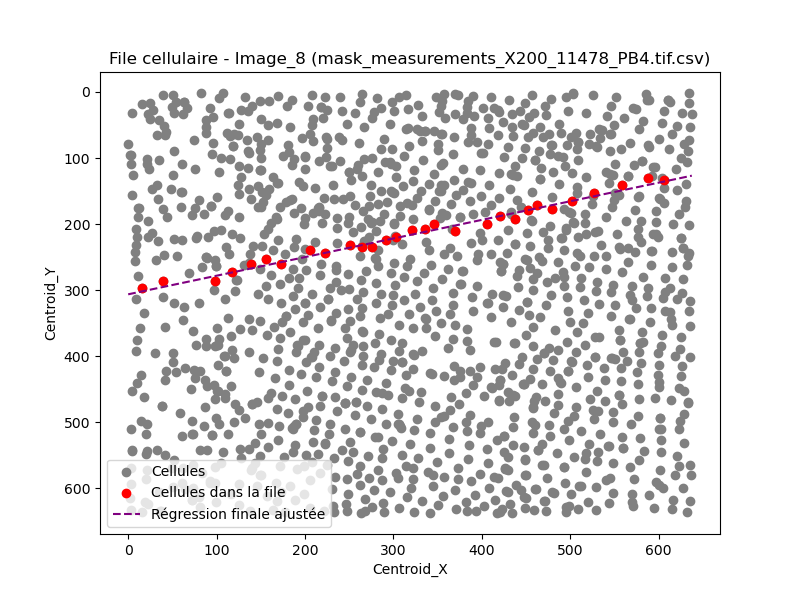 File cellulaire - Image_8 (mask_measurements_X200_11478_PB4.tif.csv)
0
100
200
300
400
500
600
Centroid_Y
Cellules
Cellules dans la file
Régression finale ajustée
0 100 200 300 400 500 600
Centroid_X